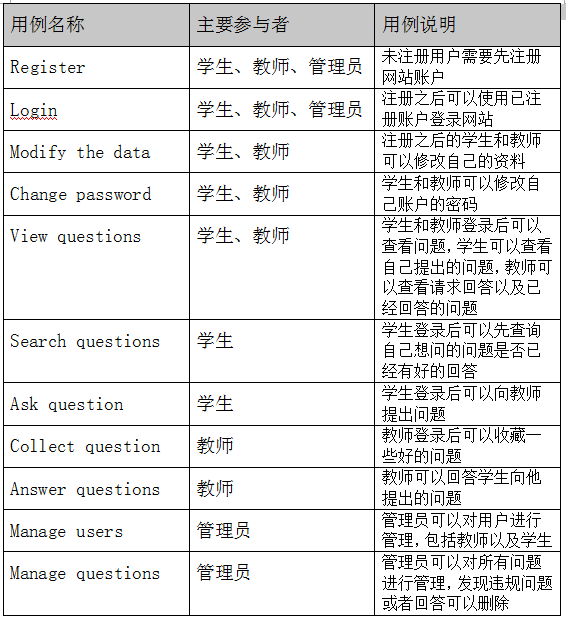 用例名称 主要参与者 用例说明
Register 学生、教师、管理员 未注册用户需要先注册
网站账户
Login 学生、教师、管理员 注册之后可以使用已注
册账户登录网站
Modify the data 学生、教师 注册之后的学生和教师
可以修改自己的资料
Change password 学生、教师 学生和教师可以修改自
己账户的密码
View questions 学生、教师 学生和教师登录后可以
查看问题,学生可以查看
自己提出的问题,教师可
以查看请求回答以及已
经回答的问题
Search questions 学生 学生登录后可以先查询
自己想问的问题是否已
经有好的回答
Ask question 学生 学生登录后可以向教师
提出问题
Collect question 教师 教师登录后可以收藏一
些好的问题
Answer questions 教师 教师可以回答学生向他
提出的问题
Manage users 管理员 管理员可以对用户进行
管理,包括教师以及学生
Manage questions 管理员 管理员可以对所有问题
进行管理,发现违规问题
或者回答可以删除